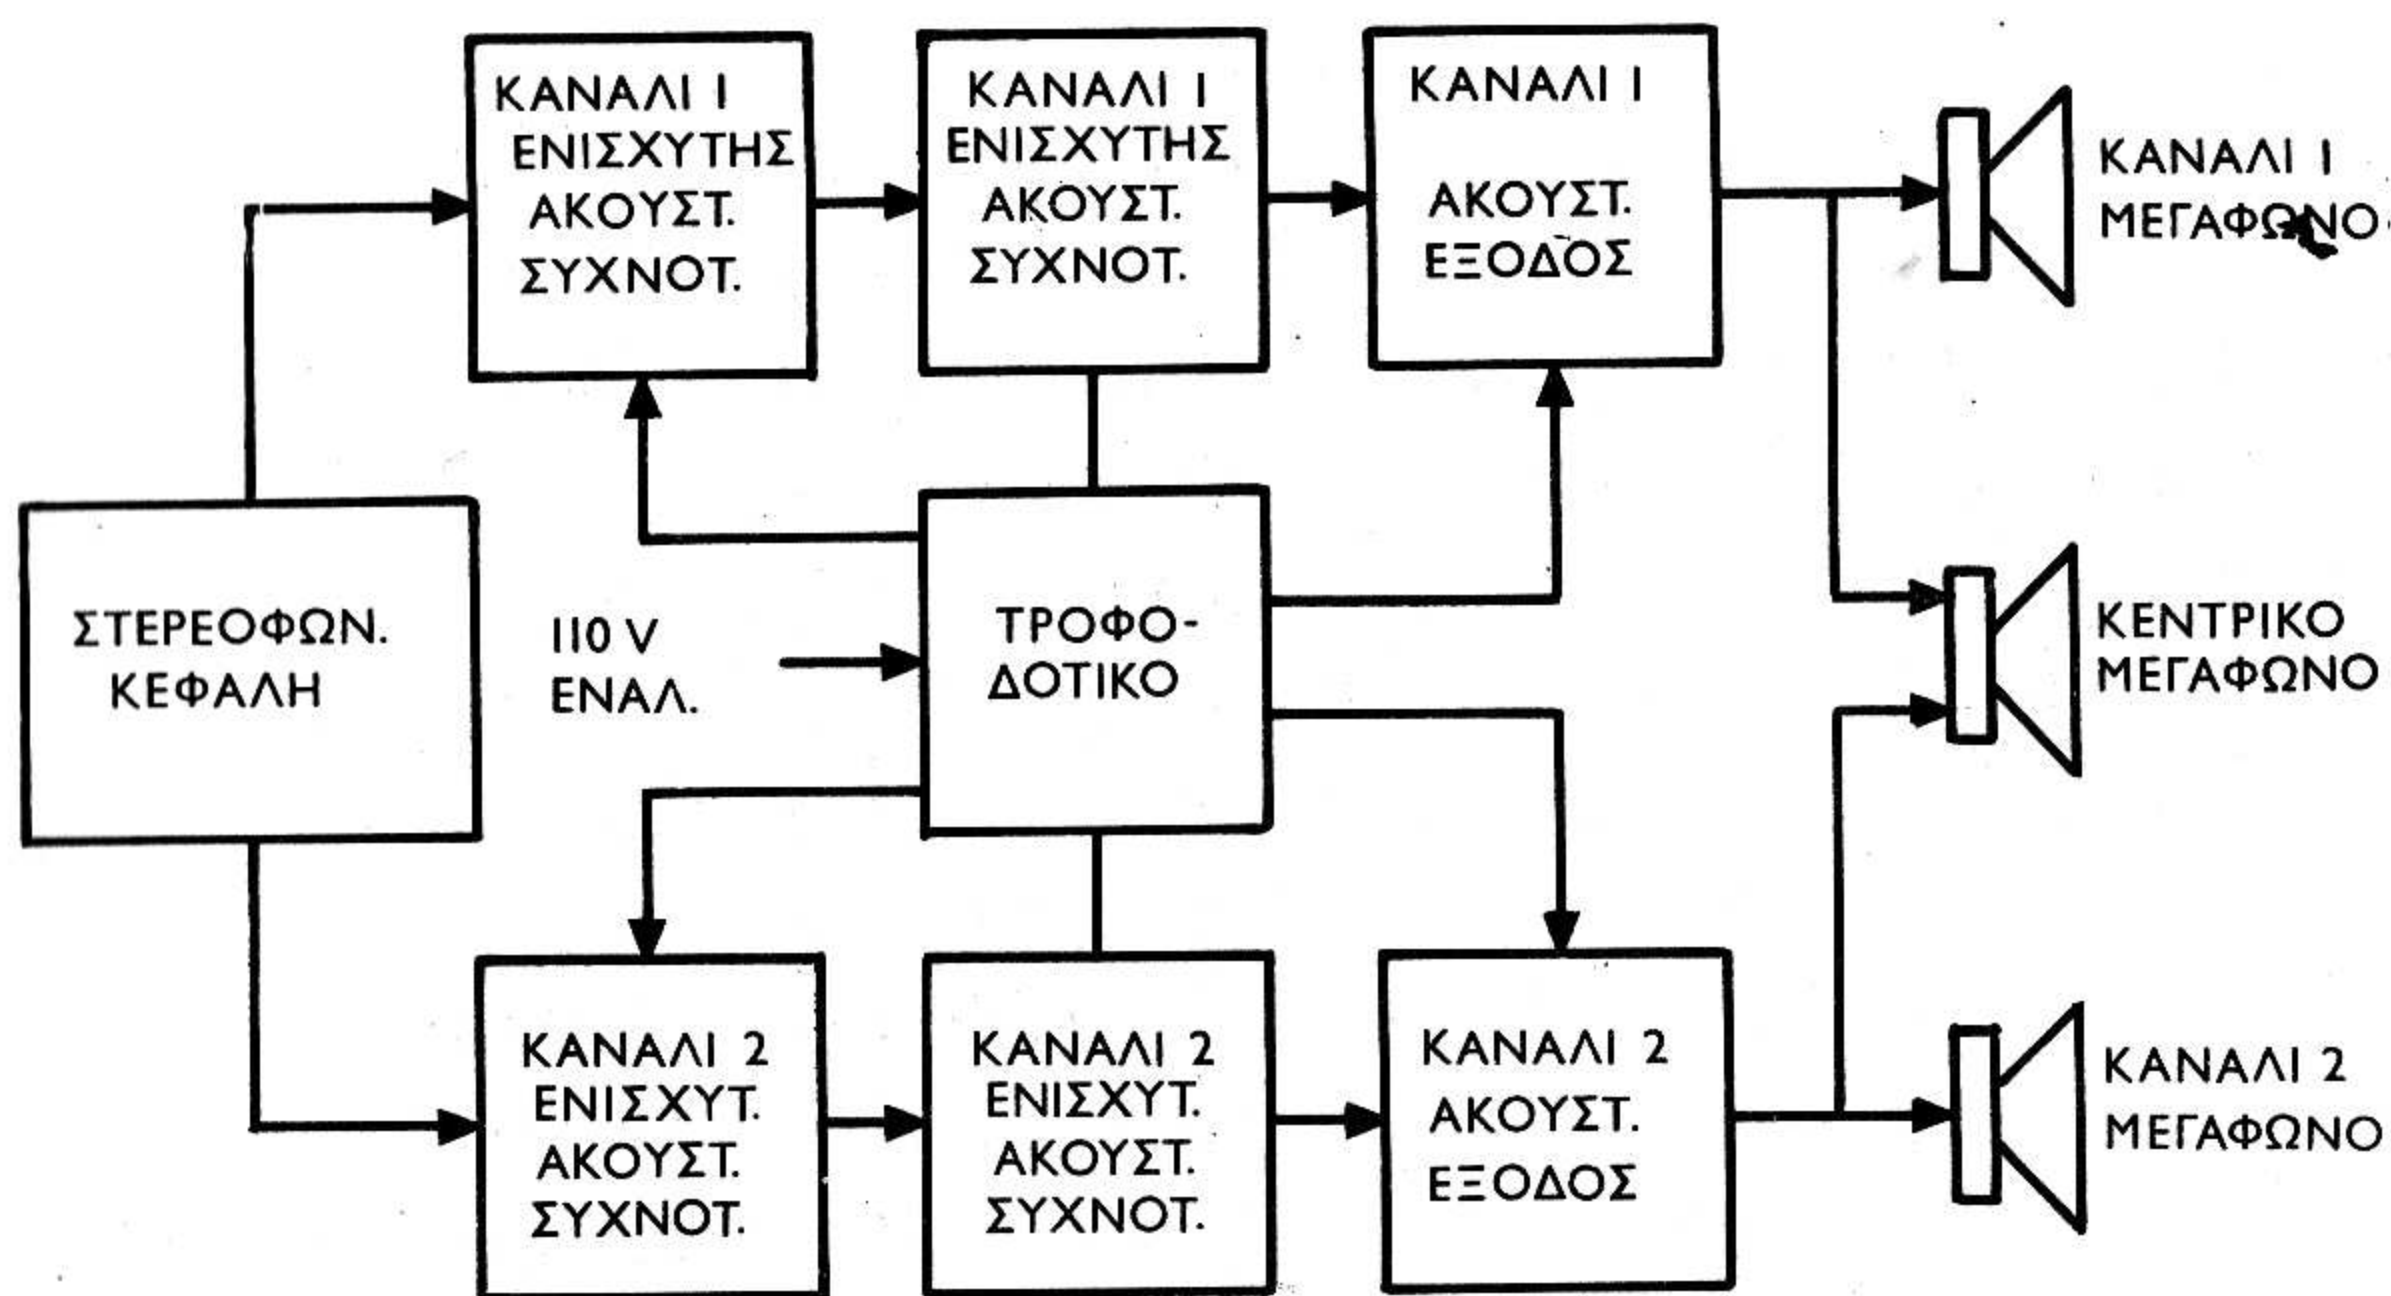 ΚΑΝΑΛΙ 1
ΕΝΙΣΧΥΤΗΣ
ΑΚΟΥΣΤ.
ΣΥΧΝΟΤ.
ΚΑΝΑΛΙ 1
ΕΝΙΣΧΥΤΗΣ
ΑΚΟΥΣΤ.
ΣΥΧΝΟΤ.
ΚΑΝΑΛΙ 1
ΑΚΟΥΣΤ.
ΕΞΟΔΟΣ
ΚΑΝΑΛΙ 1
ΜΕΓΑΦΩΝΟ
ΣΤΕΡΕΟΦΩΝ.
ΚΕΦΑΛΗ
110 V
ΕΝΑΛ.
ΤΡΟΦΟ-
ΔΟΤΙΚΟ
ΚΕΝΤΡΙΚΟ
ΜΕΓΑΦΩΝΟ
ΚΑΝΑΛΙ 2
ΕΝΙΣΧΥΤ.
ΑΚΟΥΣΤ.
ΣΥΧΝΟΤ.
ΚΑΝΑΛΙ 2
ΕΝΙΣΧΥΤ.
ΑΚΟΥΣΤ.
ΣΥΧΝΟΤ.
ΚΑΝΑΛΙ 2
ΑΚΟΥΣΤ.
ΕΞΟΔΟΣ
ΚΑΝΑΛΙ 2
ΜΕΓΑΦΩΝΟ